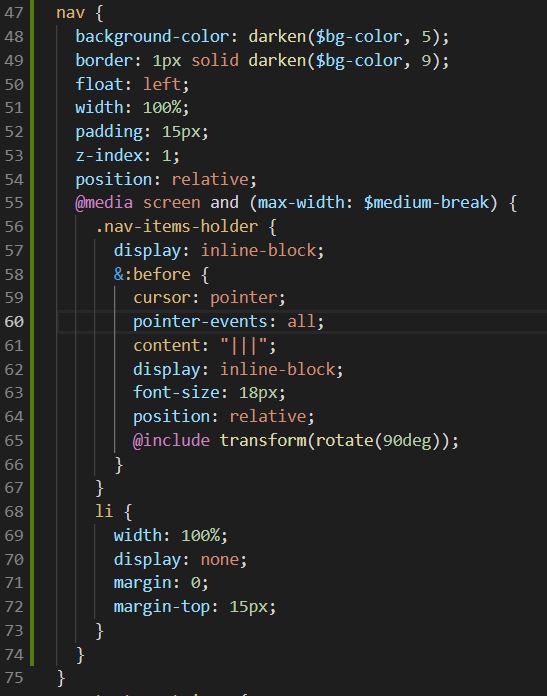 47 nav {
48 background-color: darken($bg-color, 5);
49 border: 1px solid darken($bg-color, 9);
50 float: left;
51 width: 100%;
52 padding: 15px;
53 z-index: 1;
54 position: relative;
55 @media screen and (max-width: $medium-break) {
56 .nav-items-holder {
57 display: inline-block;
58 &:before {
59 cursor: pointer;
60 pointer-events: all;
61 content: "|||";
62 display: inline-block;
63 font-size: 18px;
64 position: relative;
65 @include transform(rotate(90deg));
66 }
67 }
68 li {
69 width: 100%;
70 display: none;
71 margin: 0;
72 margin-top: 15px;
73 }
74 }
75 }